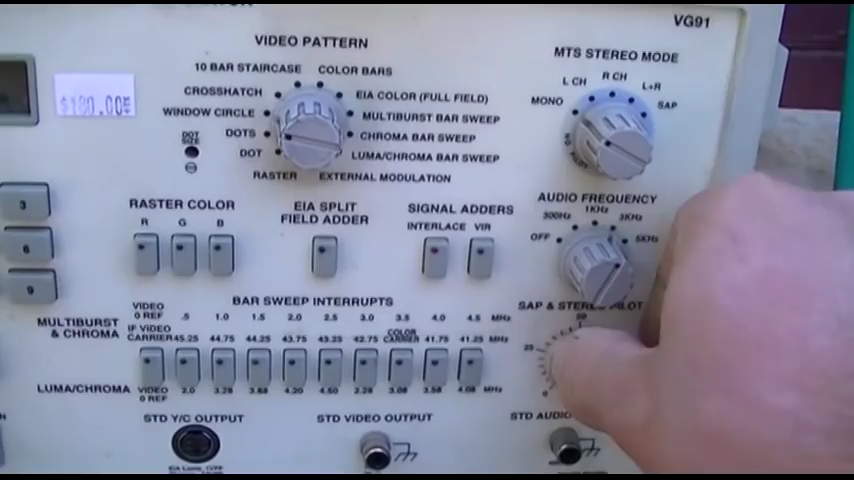 VG91
VIDEO PATTERN
10 BAR STAIRCASE
COLOR BARS
CROSSHATCH
EIA COLOR (FULL FIELD)
WINDOW CIRCLE
MULTIBURST BAR SWEEP
DOTS
CHROMA BAR SWEEP
DOT
LUMA/CHROMA BAR SWEEP
RASTER
EXTERNAL MODULATION
DOT
SIZE
MTS STEREO MODE
L CH
R CH
L+R
MONO
SAP
NO
PILOT
3
6
9
RASTER COLOR
R G B
EIA SPLIT
FIELD ADDER
SIGNAL ADDERS
INTERLACE VIR
AUDIO FREQUENCY
300Hz
1KHz
3KHz
OFF
5KHz
SAP & STEREO PILOT
50
25
0
BAR SWEEP INTERRUPTS
VIDEO
0 REF
.5 1.0 1.5 2.0 2.5 3.0 3.5 4.0 4.5 MHz
MULTIBURST
& CHROMA
IF VIDEO
CARRIER
45.25 44.75 44.25 43.75 43.25 42.75
COLOR
CARRIER
41.75 41.25 MHz
LUMA/CHROMA
VIDEO
0 REF
2.0 3.28 3.88 4.20 4.50 2.28 3.08 3.58 4.08 MHz
STD Y/C OUTPUT
STD VIDEO OUTPUT
STD AUDIO